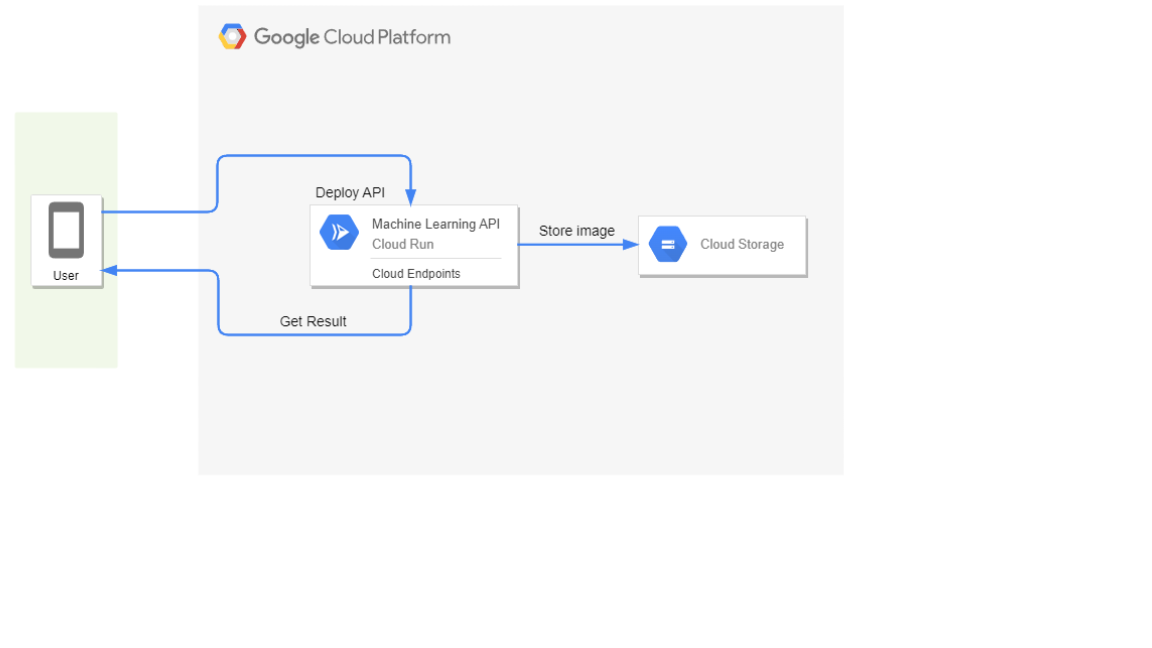 Google Cloud Platform
Deploy API
Machine Learning API
Cloud Run
Cloud Endpoints
Store image
Cloud Storage
User
Get Result